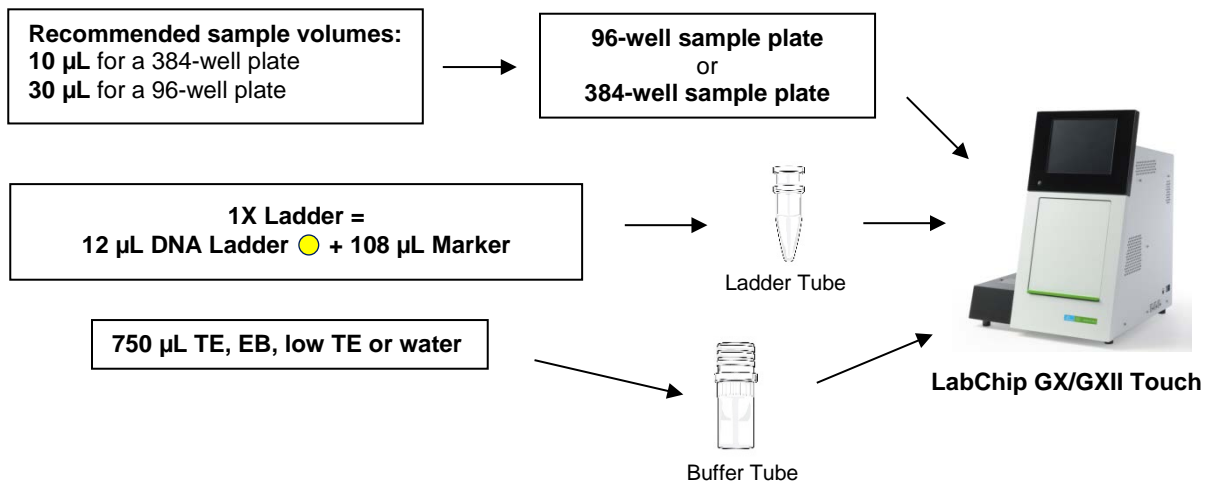 Recommended sample volumes:
10 µL for a 384-well plate
30 µL for a 96-well plate
96-well sample plate
or
384-well sample plate
1X Ladder =
12 µL DNA Ladder + 108 µL Marker
Ladder Tube
750 µL TE, EB, low TE or water
Buffer Tube
LabChip GX/GXII Touch